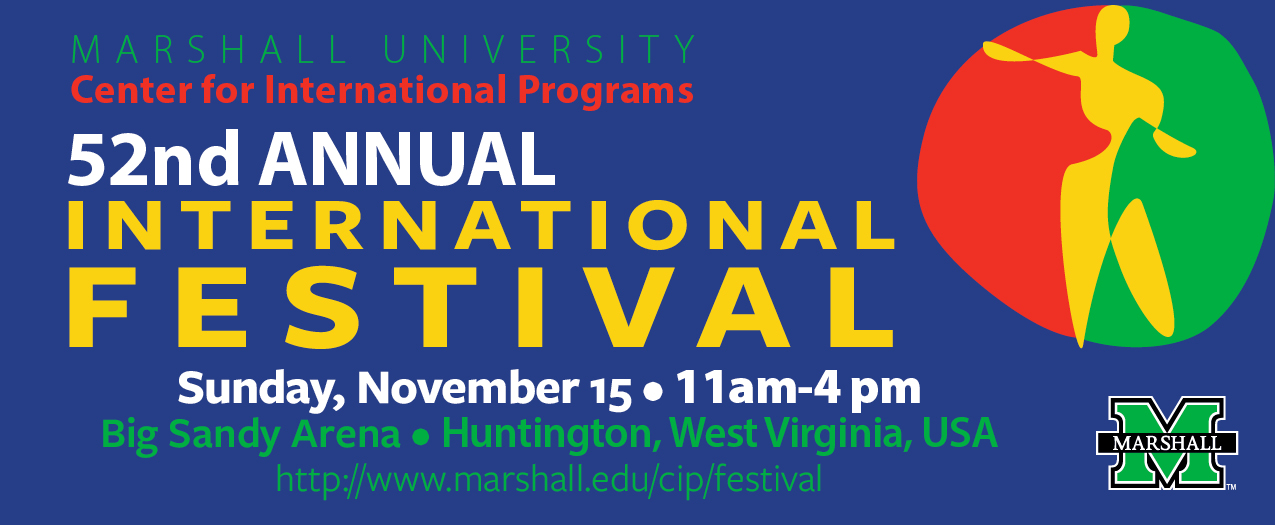 MARSHALL UNIVERSITY
Center for International Programs
52nd ANNUAL
INTERNATIONAL
FESTIVAL
Sunday, November 15 • 11am-4 pm
Big Sandy Arena • Huntington, West Virginia, USA
http://www.marshall.edu/cip/festival
MARSHALL
TM